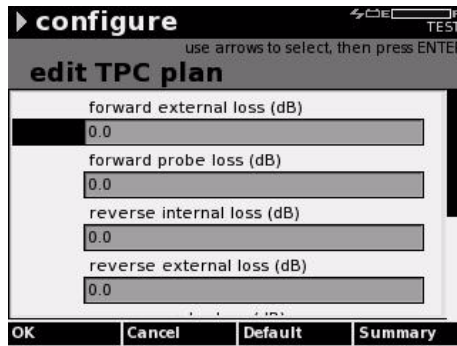 configure
E F
TEST
use arrows to select, then press ENTE
edit TPC plan
forward external loss (dB)
0.0
forward probe loss (dB)
0.0
reverse internal loss (dB)
0.0
reverse external loss (dB)
0.0
OK Cancel Default Summary